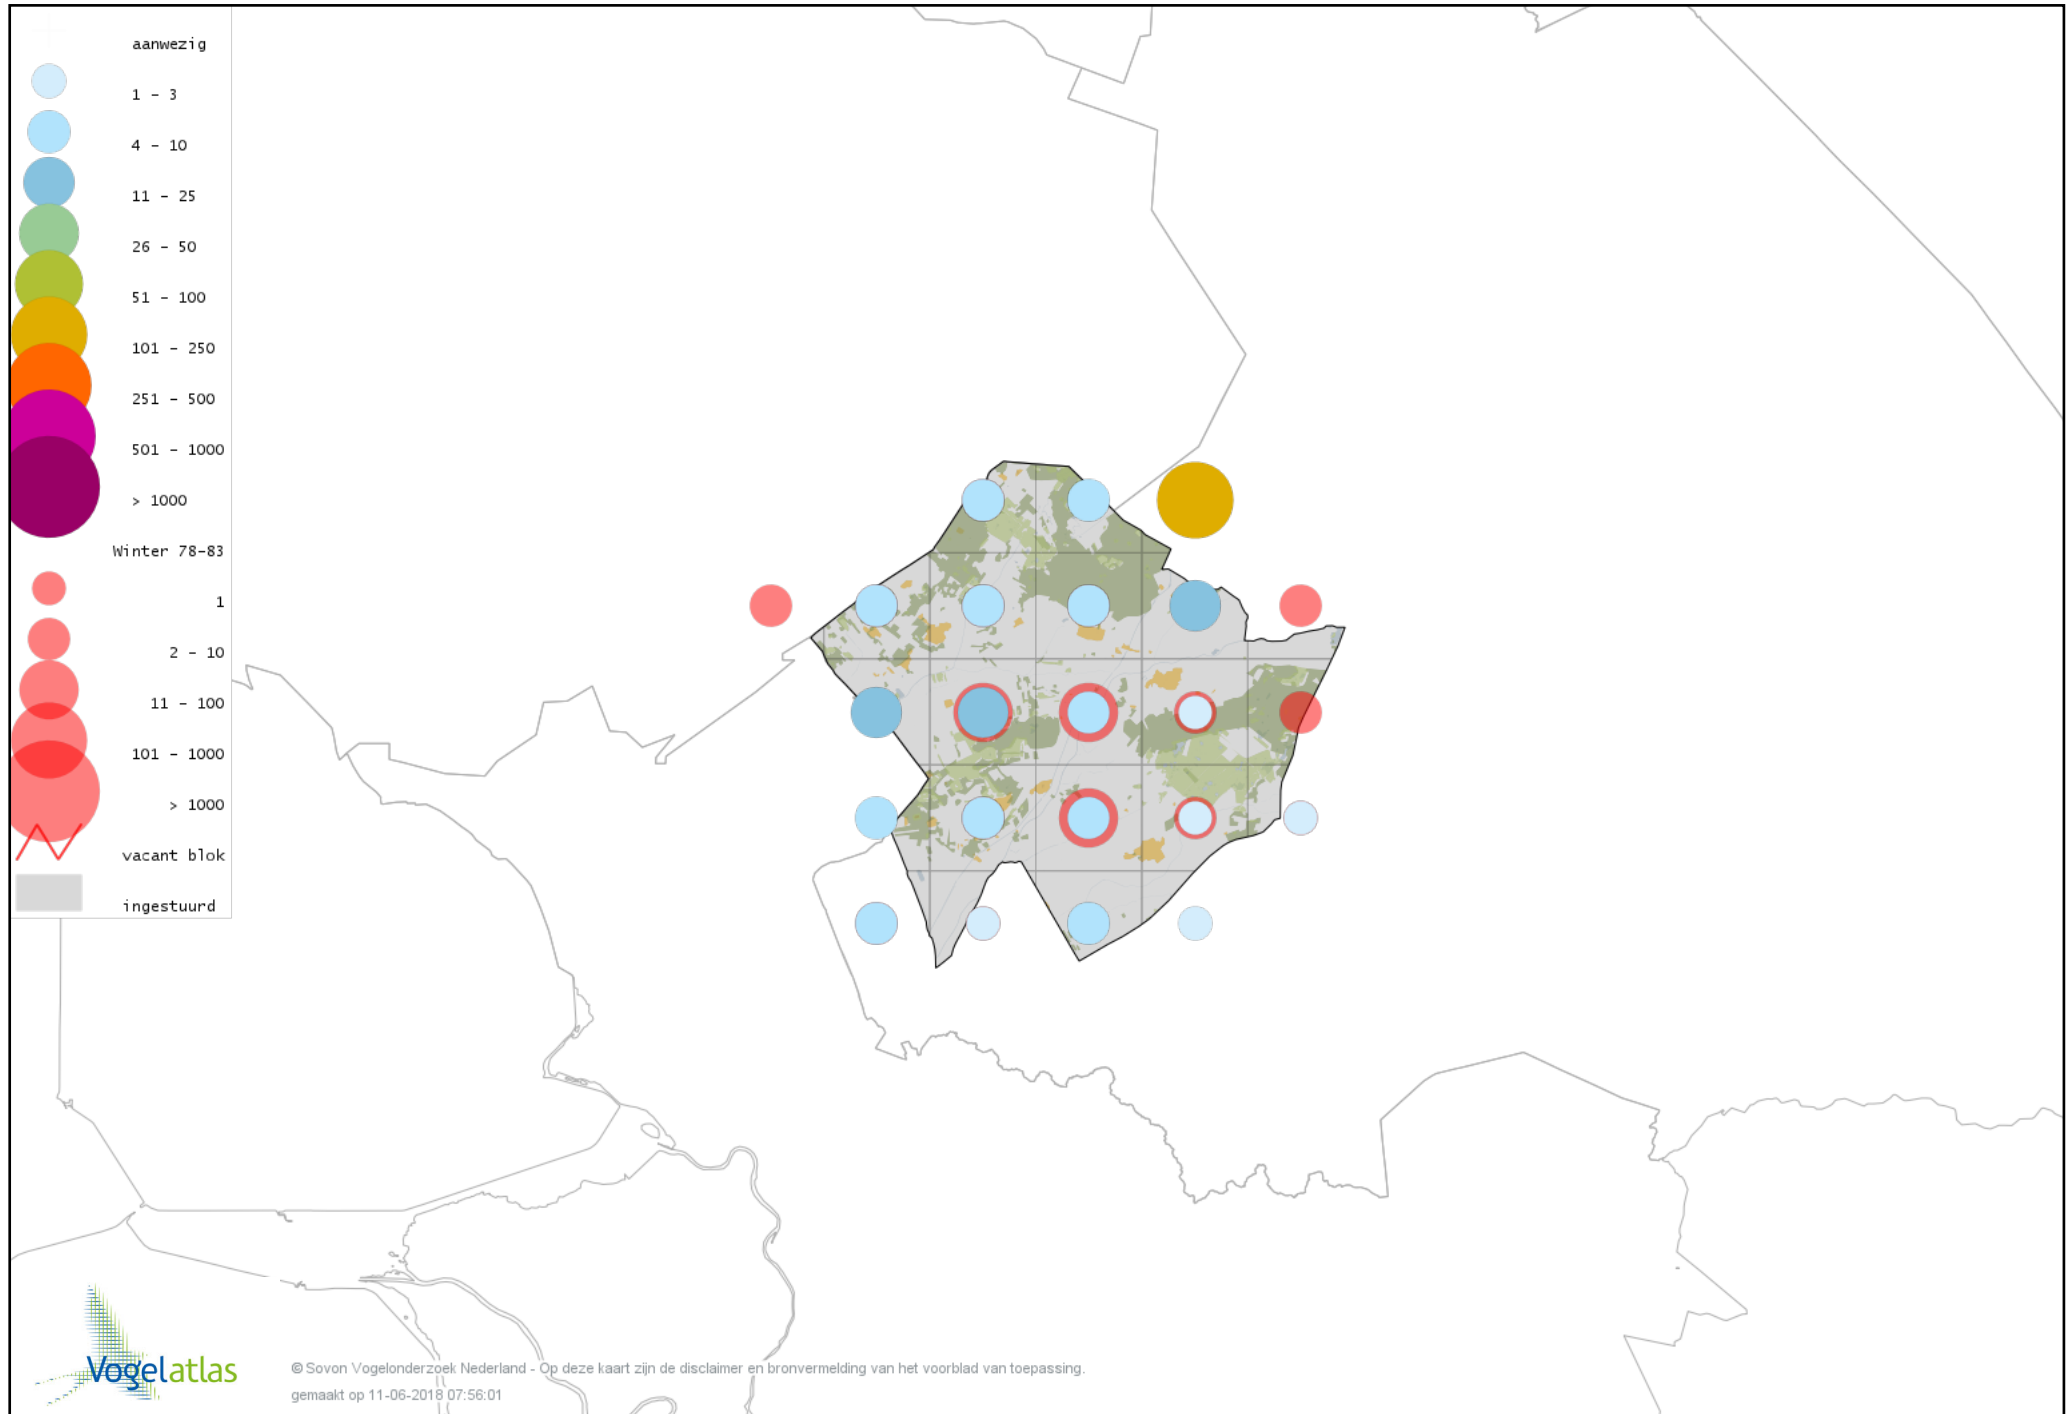 aanwezig
1 - 3
4 - 10
11 - 25
26 - 50
51 - 100
101 - 250
251 - 500
501 - 1000
> 1000
Winter 78-83
1
2 - 10
11 - 100
101 - 1000
> 1000
vacant blok
ingestuurd
Vogelatlas
© Sovon Vogelonderzoek Nederland - Op deze kaart zijn de disclaimer en bronvermelding van het voorblad van toepassing.
gemaakt op 11-06-2018 07:56:01